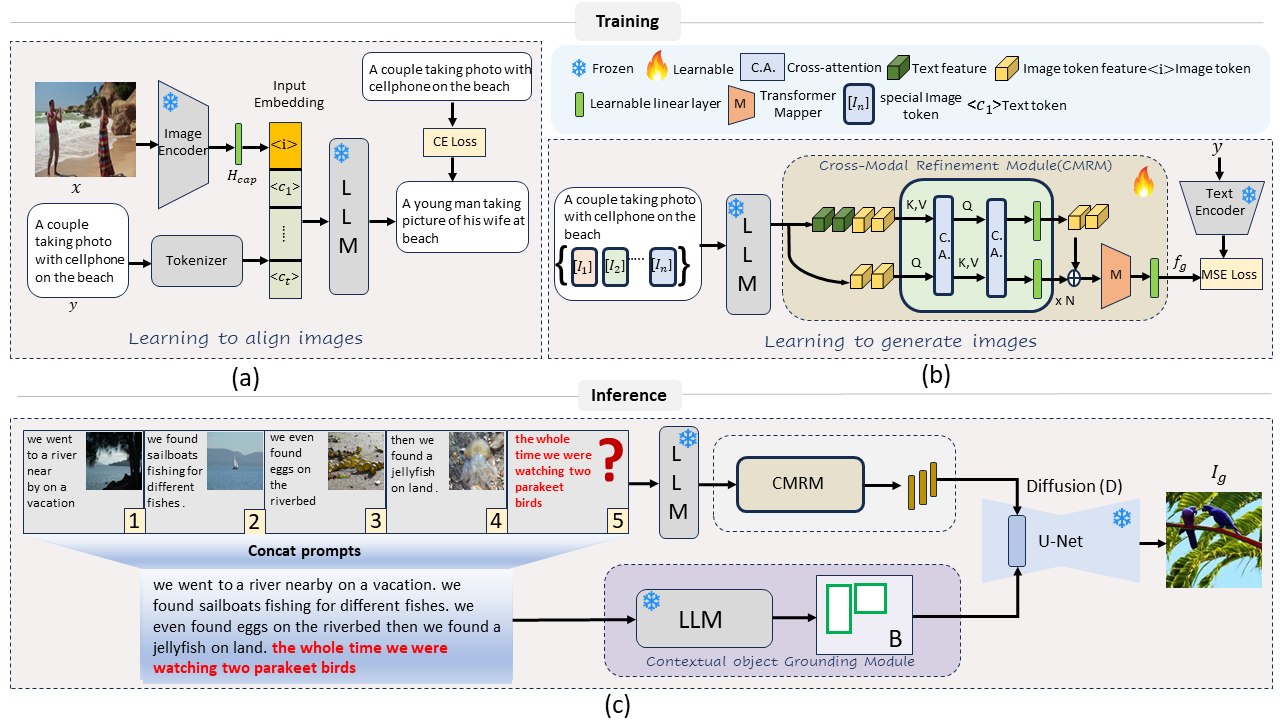 Training
A couple taking photo with
cellphone on the beach
CE Loss
A young man taking
picture of his wife at
beach
Input
Embedding
Image
Encoder
H_cap
x
<i>
<c_1>
<c_t>
L
L
M
A couple
taking photo
with cellphone
on the beach
y
Tokenizer
Learning to align images
(a)
Frozen
Learnable
C.A.
Cross-attention
Text feature
Image token feature
<i>Image token
Learnable linear layer
M
Transformer
Mapper
[I_n]
special Image
token
<c_1>Text token
Cross-Modal Refinement Module(CMRM)
A couple taking photo
with cellphone on the
beach
{ [I_1] [I_2] ..... [I_n] }
L
L
M
K,V
Q
C.
A.
C.
A.
Q
K,V
x N
M
f_g
y
Text
Encoder
MSE Loss
Learning to generate images
(b)
Inference
we went
to a river
near
by on a
vacation
1
we found
sailboats
fishing for
different
fishes.
2
we even
found
eggs on
the
riverbed
3
then we
found a
jellyfish
on land.
4
the whole
time we were
watching two
parakeet
birds
?
5
Concat prompts
we went to a river nearby on a vacation. we
found sailboats fishing for different fishes. we
even found eggs on the riverbed then we found a
jellyfish on land. the whole time we were
watching two parakeet birds
L
L
M
CMRM
LLM
B
Contextual object Grounding Module
Diffusion (D)
U-Net
I_g
(c)